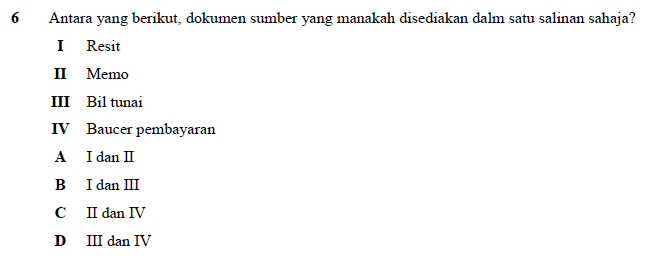 6 Antara yang berikut, dokumen sumber yang manakah disediakan dalm satu salinan sahaja?
I Resit
II Memo
III Bil tunai
IV Baucer pembayaran
A I dan II
B I dan III
C II dan IV
D III dan IV